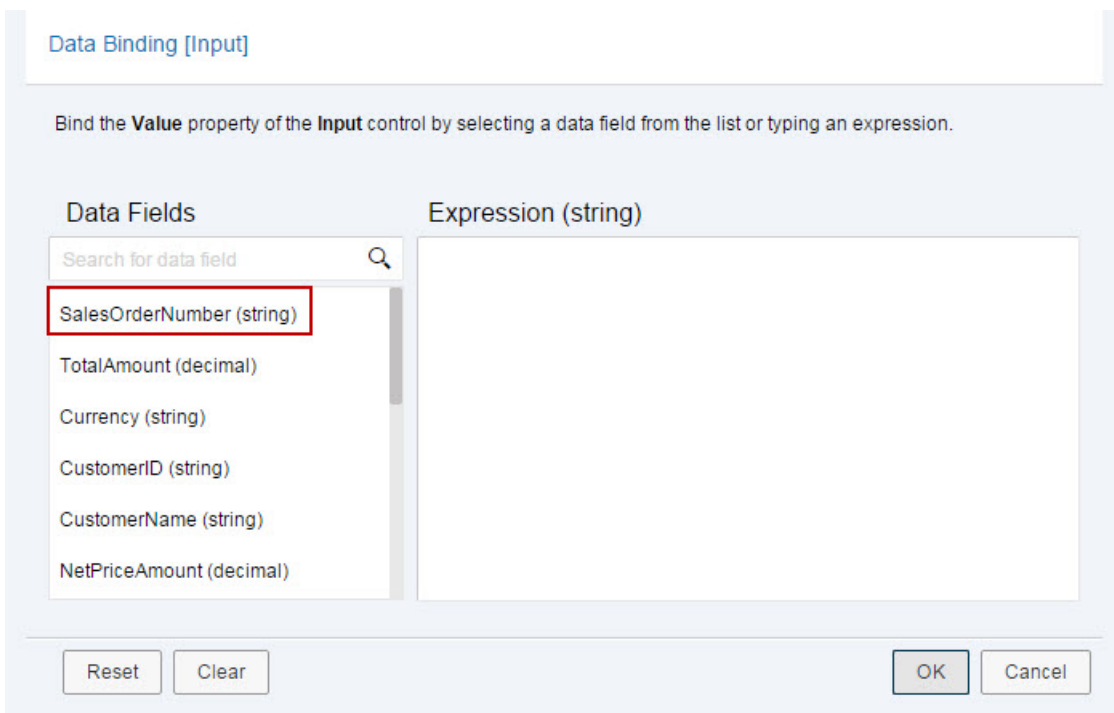 Data Binding [Input]
Bind the Value property of the Input control by selecting a data field from the list or typing an expression.
Data Fields
Expression (string)
Search for data field
SalesOrderNumber (string)
TotalAmount (decimal)
Currency (string)
CustomerID (string)
CustomerName (string)
NetPriceAmount (decimal)
Reset
Clear
OK
Cancel